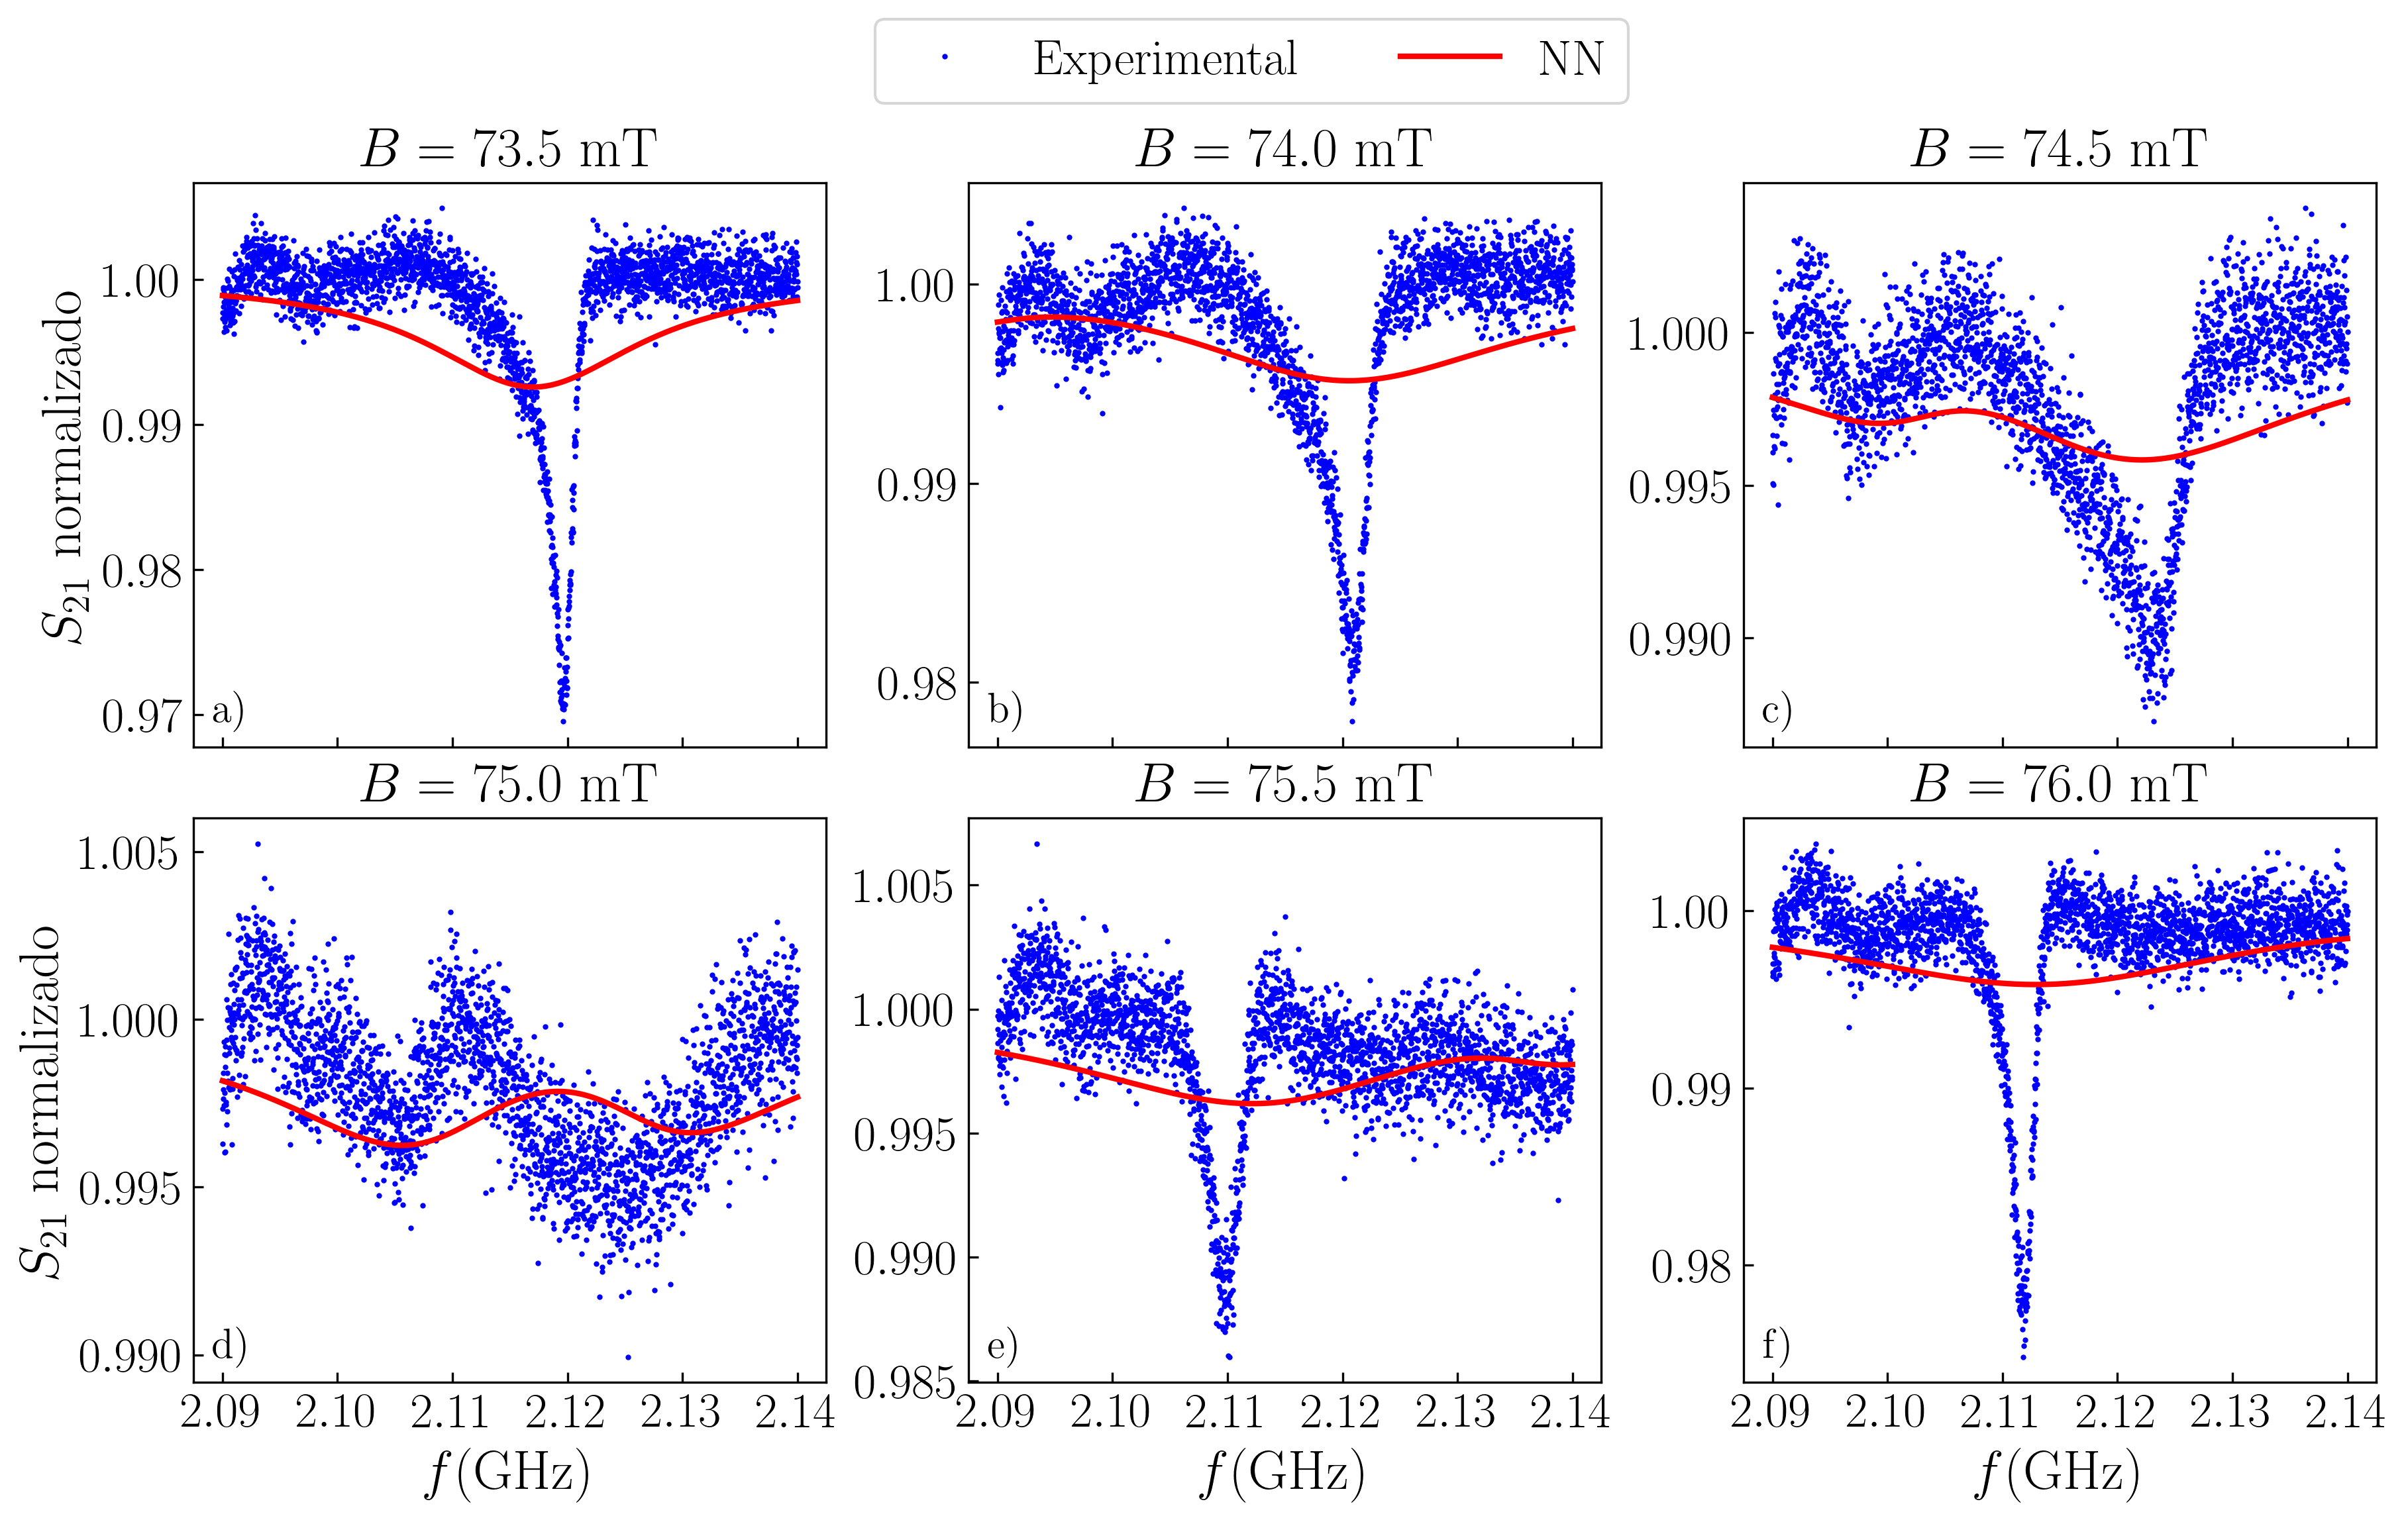 Experimental NN
B = 73.5 mT
B = 74.0 mT
B = 74.5 mT
S21 normalizado
1.00
0.99
0.98
0.97
a)
1.00
0.99
0.98
b)
1.000
0.995
0.990
c)
B = 75.0 mT
B = 75.5 mT
B = 76.0 mT
S21 normalizado
1.005
1.000
0.995
0.990
d)
1.005
1.000
0.995
0.990
0.985
e)
1.00
0.99
0.98
f)
2.09 2.10 2.11 2.12 2.13 2.14
2.09 2.10 2.11 2.12 2.13 2.14
2.09 2.10 2.11 2.12 2.13 2.14
f(GHz)
f(GHz)
f(GHz)